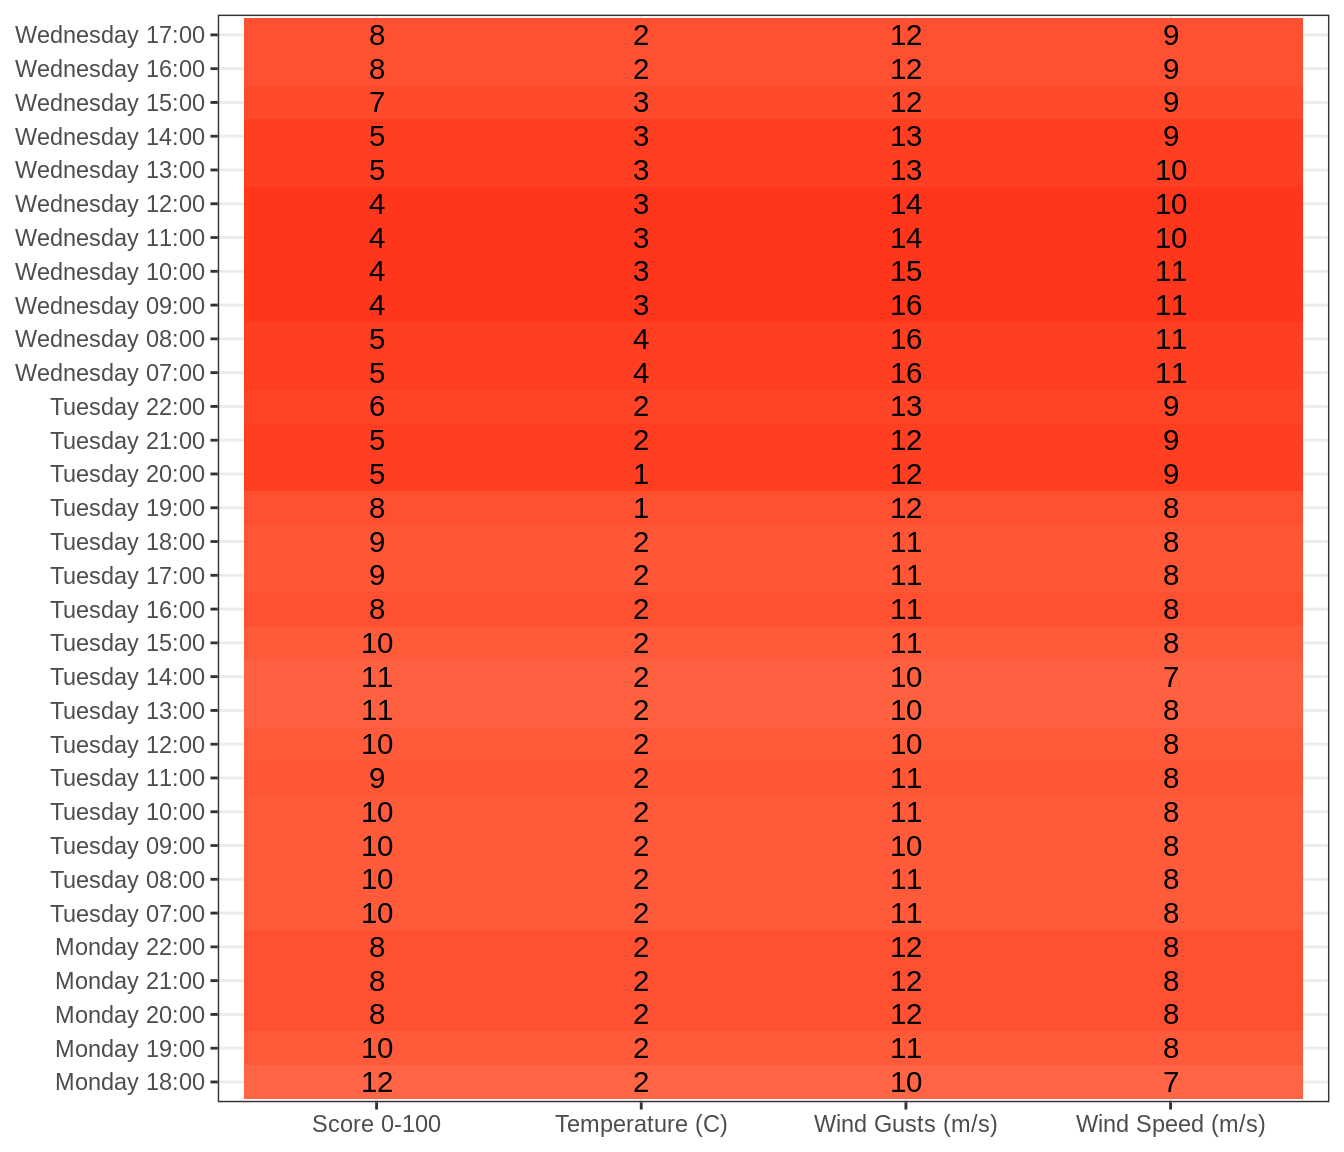 Wednesday 17:00 8 2 12 9
Wednesday 16:00 8 2 12 9
Wednesday 15:00 7 3 12 9
Wednesday 14:00 5 3 13 9
Wednesday 13:00 5 3 13 10
Wednesday 12:00 4 3 14 10
Wednesday 11:00 4 3 14 10
Wednesday 10:00 4 3 15 11
Wednesday 09:00 4 3 16 11
Wednesday 08:00 5 4 16 11
Wednesday 07:00 5 4 16 11
Tuesday 22:00 6 2 13 9
Tuesday 21:00 5 2 12 9
Tuesday 20:00 5 1 12 9
Tuesday 19:00 8 1 12 8
Tuesday 18:00 9 2 11 8
Tuesday 17:00 9 2 11 8
Tuesday 16:00 8 2 11 8
Tuesday 15:00 10 2 11 8
Tuesday 14:00 11 2 10 7
Tuesday 13:00 11 2 10 8
Tuesday 12:00 10 2 10 8
Tuesday 11:00 9 2 11 8
Tuesday 10:00 10 2 11 8
Tuesday 09:00 10 2 10 8
Tuesday 08:00 10 2 11 8
Tuesday 07:00 10 2 11 8
Monday 22:00 8 2 12 8
Monday 21:00 8 2 12 8
Monday 20:00 8 2 12 8
Monday 19:00 10 2 11 8
Monday 18:00 12 2 10 7
Score 0-100 Temperature (C) Wind Gusts (m/s) Wind Speed (m/s)